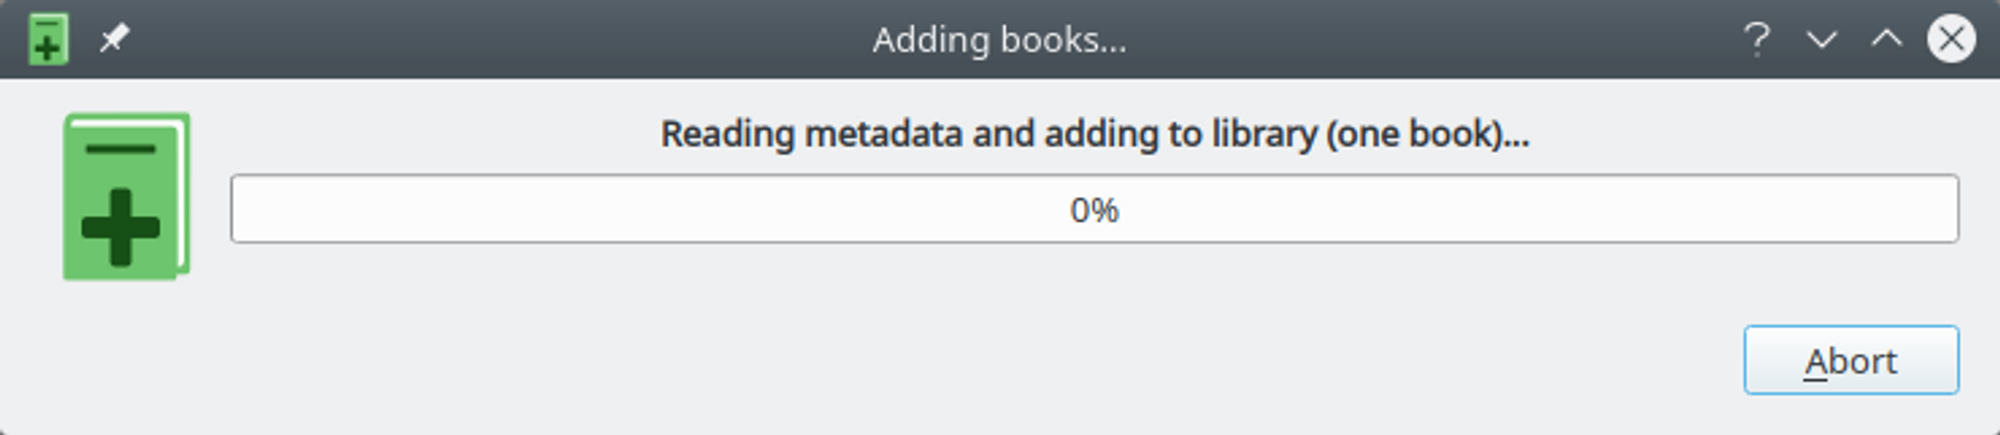 Adding books...
Reading metadata and adding to library (one book)...
0%
Abort